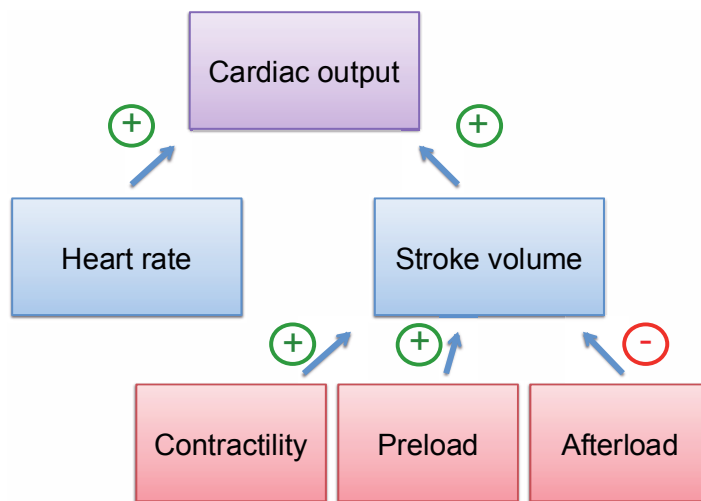 Cardiac output
+
+
Heart rate
Stroke volume
+
+
-
Contractility
Preload
Afterload